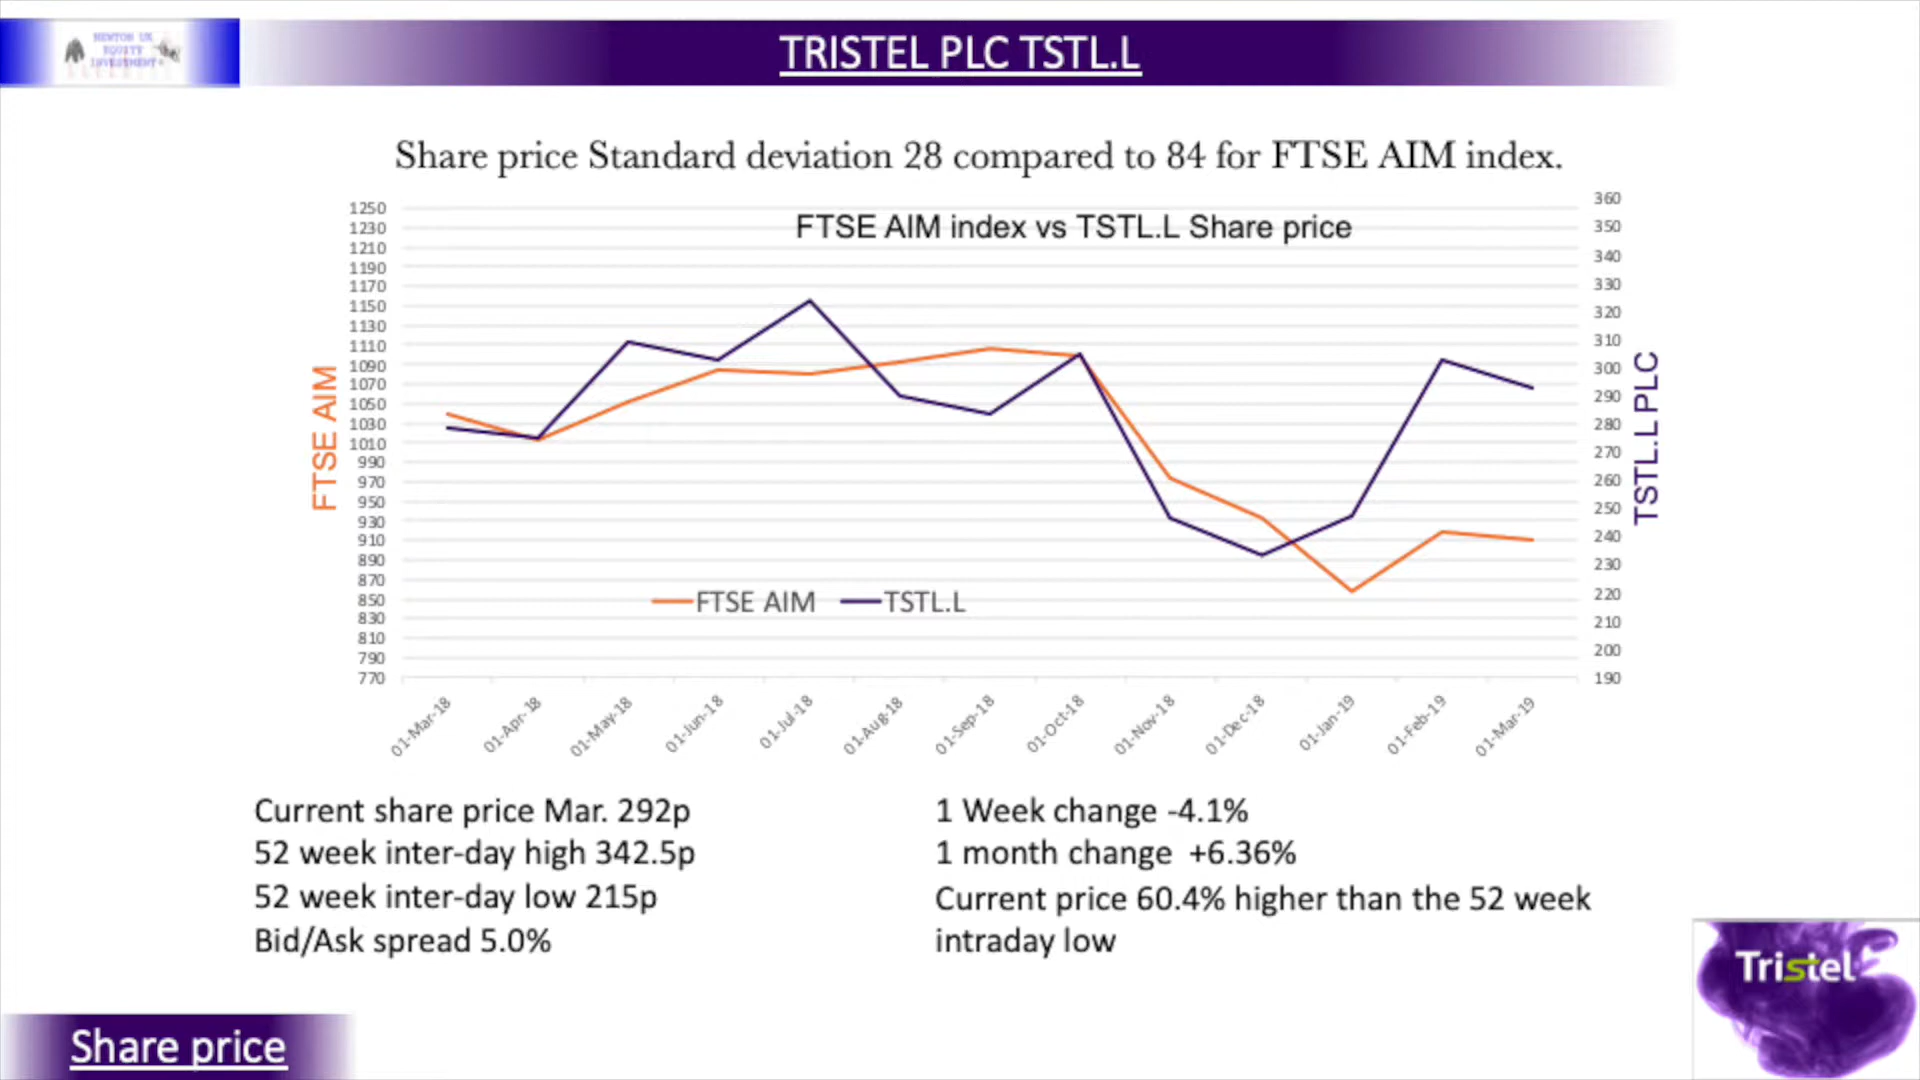 MENTOR UK
EQUITY
INVESTMENT
TRISTEL PLC TSTL.L
Share price Standard deviation 28 compared to 84 for FTSE AIM index.
FTSE AIM index vs TSTL.L Share price
1250
1230
1210
1190
1170
1150
1130
1110
1090
1070
1050
1030
1010
990
970
950
930
910
890
870
850
830
810
790
770
FTSE AIM
360
350
340
330
320
310
300
290
280
270
260
250
240
230
220
210
200
190
TSTL.L PLC
FTSE AIM TSTL.L
01-Mar-18
01-Apr-18
01-May-18
01-Jun-18
01-Jul-18
01-Aug-18
01-Sep-18
01-Oct-18
01-Nov-18
01-Dec-18
01-Jan-19
01-Feb-19
01-Mar-19
Current share price Mar. 292p
52 week inter-day high 342.5p
52 week inter-day low 215p
Bid/Ask spread 5.0%
1 Week change -4.1%
1 month change +6.36%
Current price 60.4% higher than the 52 week
intraday low
Tristel
Share price